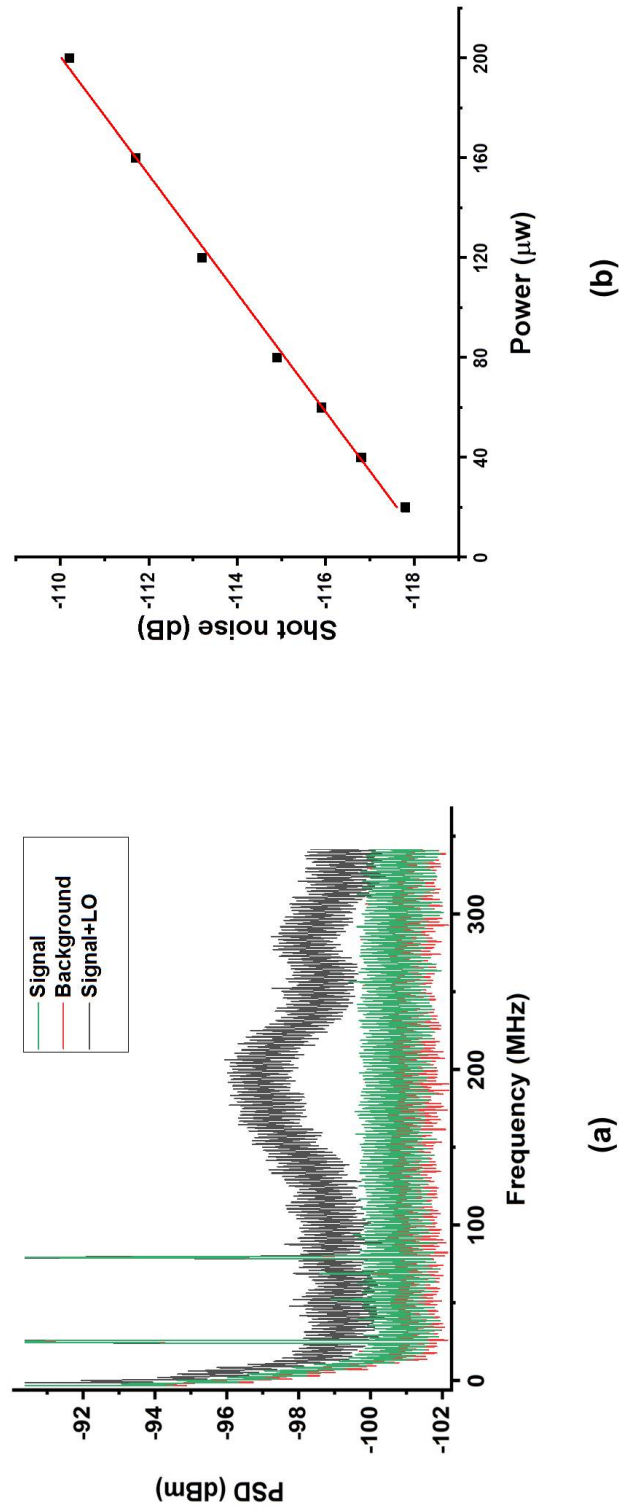 Signal
Background
Signal+LO
PSD (dBm)
-92
-94
-96
-98
-100
-102
0
100
200
300
Frequency (MHz)
(a)
Shot noise (dB)
-110
-112
-114
-116
-118
0
40
80
120
160
200
Power (μw)
(b)